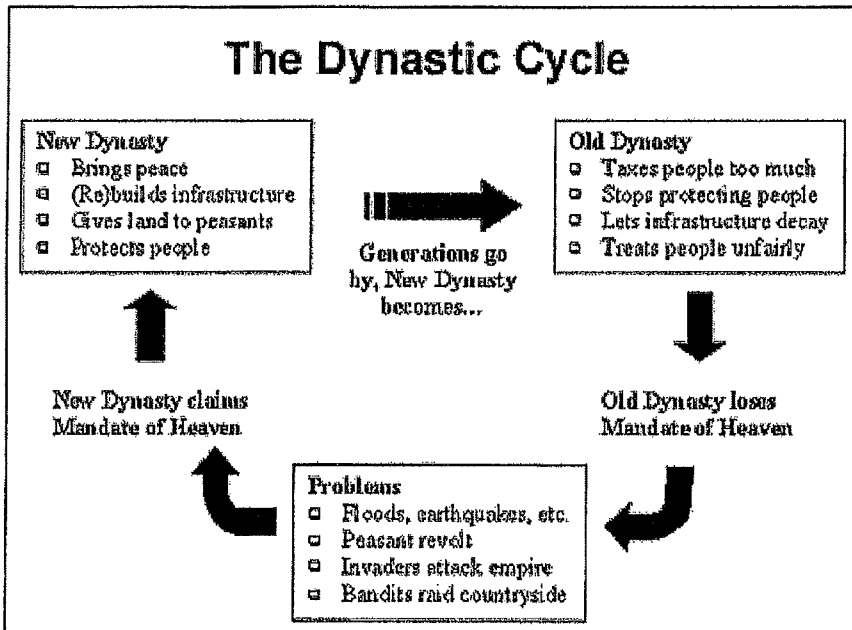 The Dynastic Cycle
New Dynasty
Brings peace
(Re)builds infrastructure
Gives land to peasants
Protects people
Generations go
by, New Dynasty
becomes...
Old Dynasty
Taxes people too much
Stops protecting people
Lets infrastructure decay
Treats people unfairly
Old Dynasty loses
Mandate of Heaven
Problems
Floods, earthquakes, etc.
Peasant revolt
Invaders attack empire
Bandits raid countryside
New Dynasty claims
Mandate of Heaven